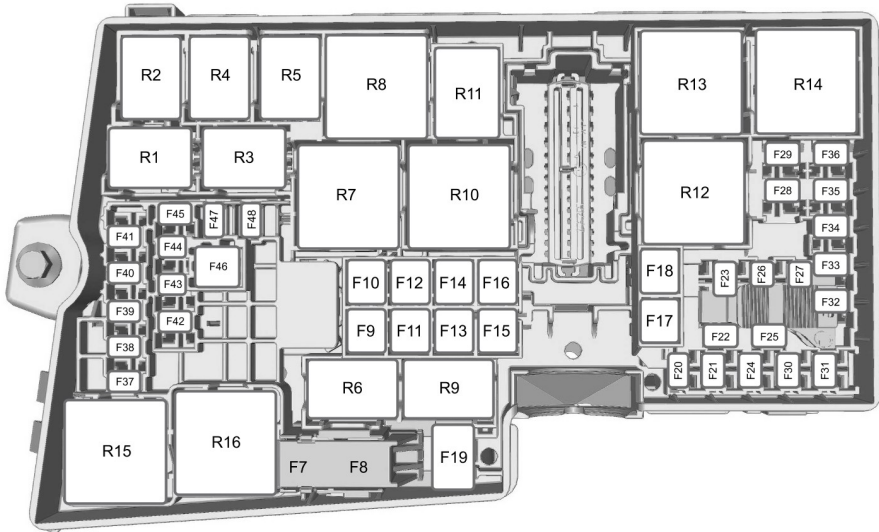 R2 R4 R5 R8 R11 R13 R14
R1 R3 R7 R10 R12 F29 F36
F28 F35
F45 F47 F48 F34
F41 F44
F40 F43 F46 F10 F12 F14 F16 F18 F23 F26 F27 F33
F39 F42 F9 F11 F13 F15 F17 F32
F38 F22 F25
F37 R6 R9 F20 F21 F24 F30 F31
R15 R16 F7 F8 F19